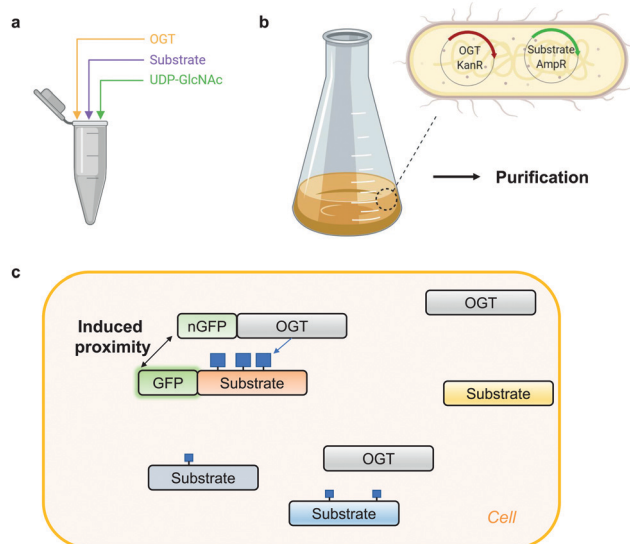 a
OGT
Substrate
UDP-GlcNAc
b
OGT
KanR
Substrate
AmpR
Purification
c
Induced
proximity
nGFP
OGT
GFP
Substrate
OGT
Substrate
Substrate
OGT
Substrate
Cell